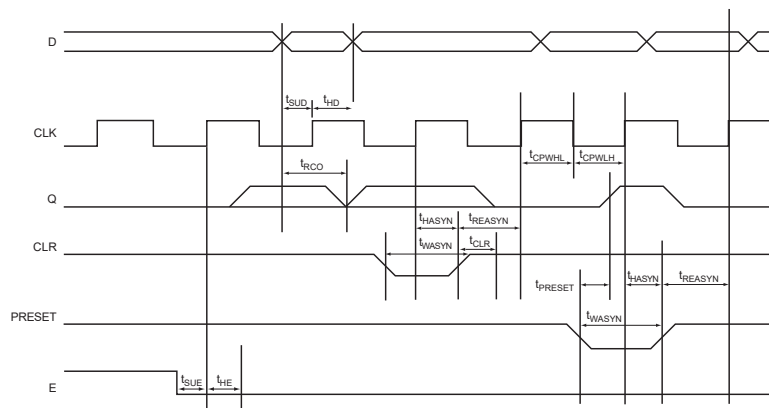 D
tSUD tHD
CLK
tCPWHL tCPWLH
tRCO
Q
tHASYN tREASYN
tWASYN tCLR
CLR
tPRESET tHASYN tREASYN
PRESET
tWASYN
tSUE tHE
E